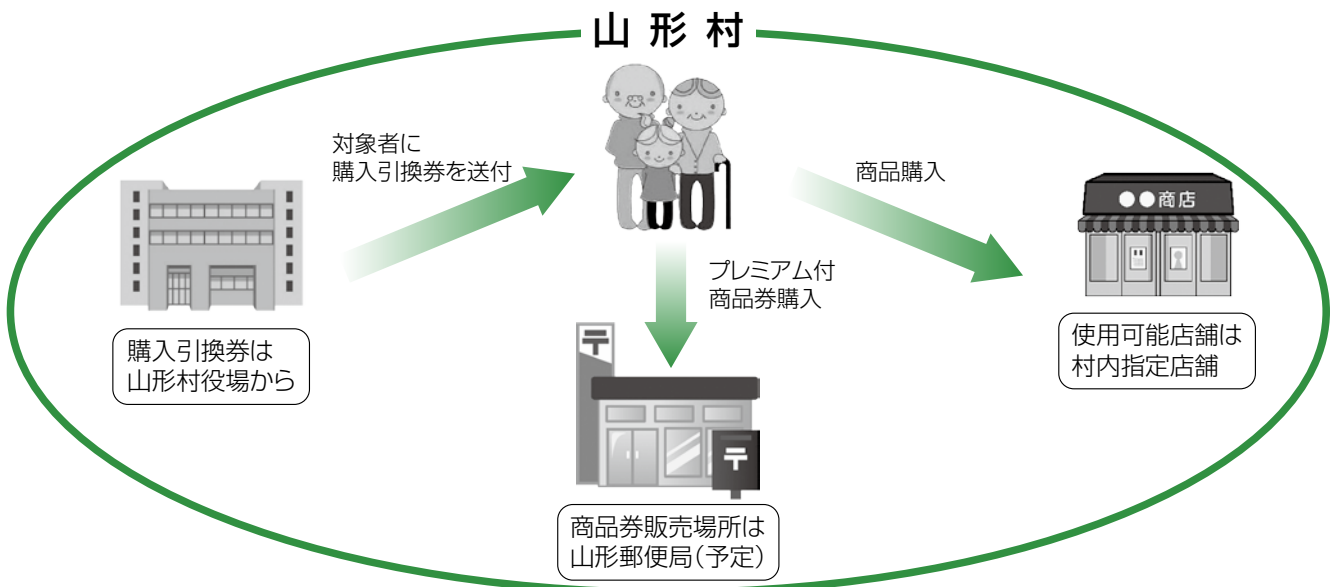 山形村
対象者に
購入引換券を送付
商品購入
●●商店
プレミアム付
商品券購入
購入引換券は
山形村役場から
使用可能店舗は
村内指定店舗
〒
〒
商品券販売場所は
山形郵便局(予定)